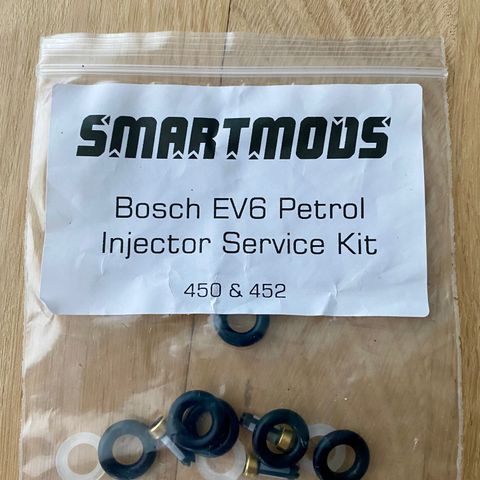 SMARTMODS
Bosch EV6 Petrol
Injector Service Kit
450 & 452